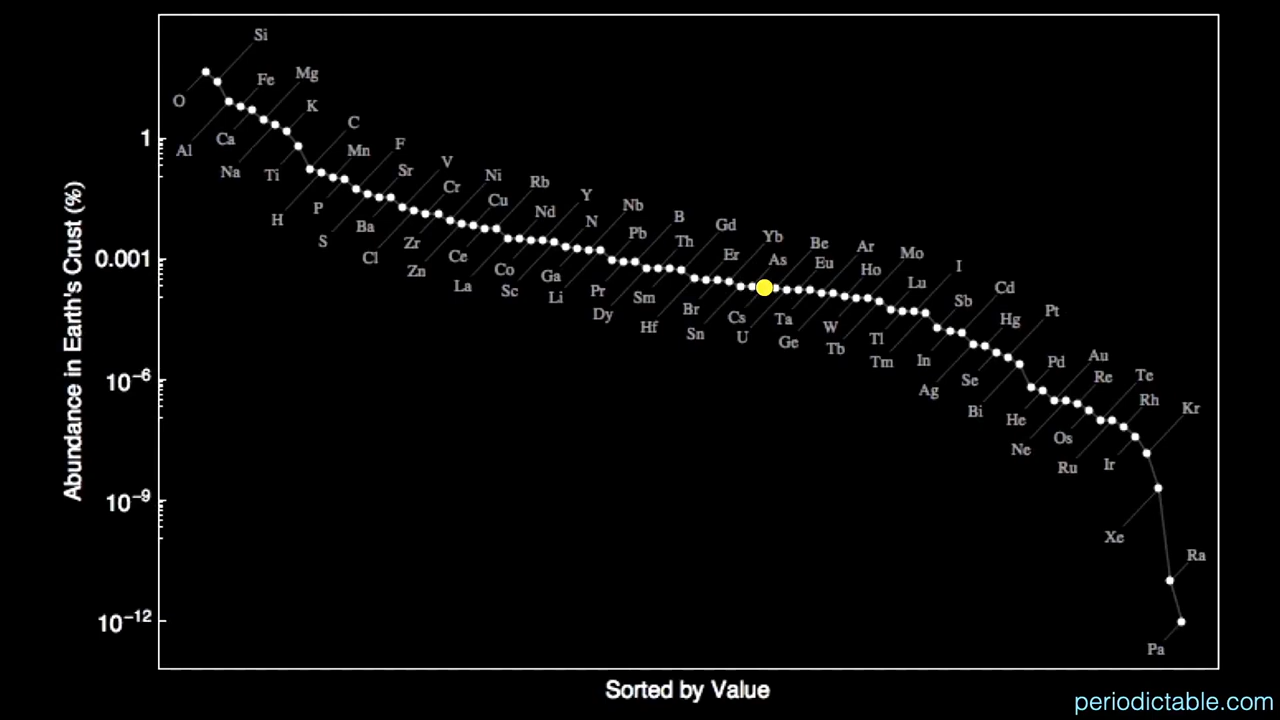 Si
Fe
Mg
K
O
C
F
Al
Ca
Na
Ti
Mn
Sr
V
Cr
Ni
Cu
Rb
Nd
Y
N
Nb
Pb
B
Th
Gd
Er
Yb
As
Be
Eu
Ar
Ho
Mo
Lu
I
Sb
Cd
Hg
Pt
Pd
Au
Re
Te
Rh
Kr
H
P
S
Ba
Cl
Zr
Zn
Ce
La
Co
Sc
Ga
Li
Pr
Dy
Sm
Hf
Br
Sn
Cs
U
Ta
Ge
W
Tb
Tl
Tm
In
Ag
Se
Bi
He
Ne
Os
Ru
Ir
Xe
Ra
Pa
1
0.001
10⁻⁶
10⁻⁹
10⁻¹²
Abundance in Earth's Crust (%)
Sorted by Value
periodictable.com